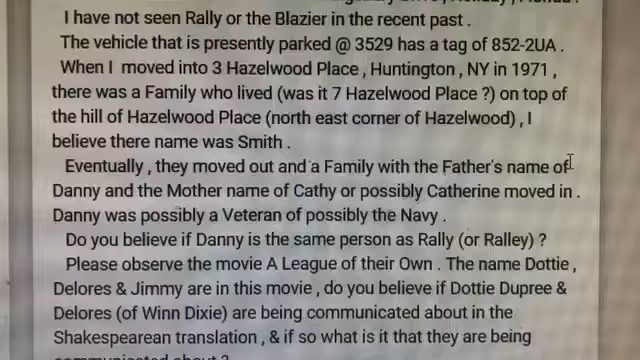 I have not seen Rally or the Blazier in the recent past .
The vehicle that is presently parked @ 3529 has a tag of 852-2UA .
When I moved into 3 Hazelwood Place , Huntington , NY in 1971 ,
there was a Family who lived (was it 7 Hazelwood Place ?) on top of
the hill of Hazelwood Place (north east corner of Hazelwood) , I
believe there name was Smith .
Eventually , they moved out and a Family with the Father's name of
Danny and the Mother name of Cathy or possibly Catherine moved in .
Danny was possibly a Veteran of possibly the Navy .
Do you believe if Danny is the same person as Rally (or Ralley) ?
Please observe the movie A League of their Own . The name Dottie ,
Delores & Jimmy are in this movie , do you believe if Dottie Dupree &
Delores (of Winn Dixie) are being communicated about in the
Shakespearean translation , & if so what is it that they are being